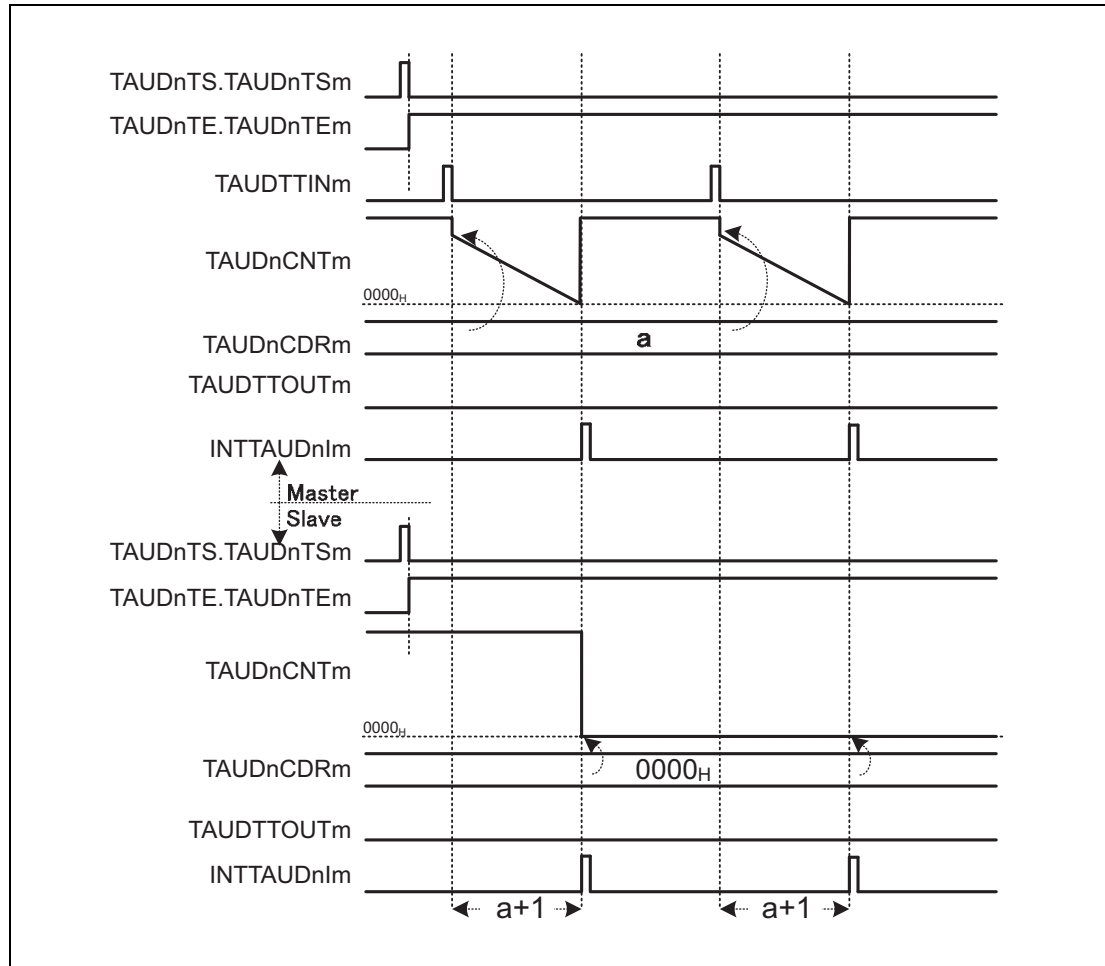 TAUDnTS.TAUDnTSm
TAUDnTE.TAUDnTEm
TAUDTTINm
TAUDnCNTm
0000H
TAUDnCDRm
a
TAUDTTOUTm
INTTAUDnIm
Master
Slave
TAUDnTS.TAUDnTSm
TAUDnTE.TAUDnTEm
TAUDnCNTm
0000H
TAUDnCDRm
0000H
TAUDTTOUTm
INTTAUDnIm
a+1 a+1